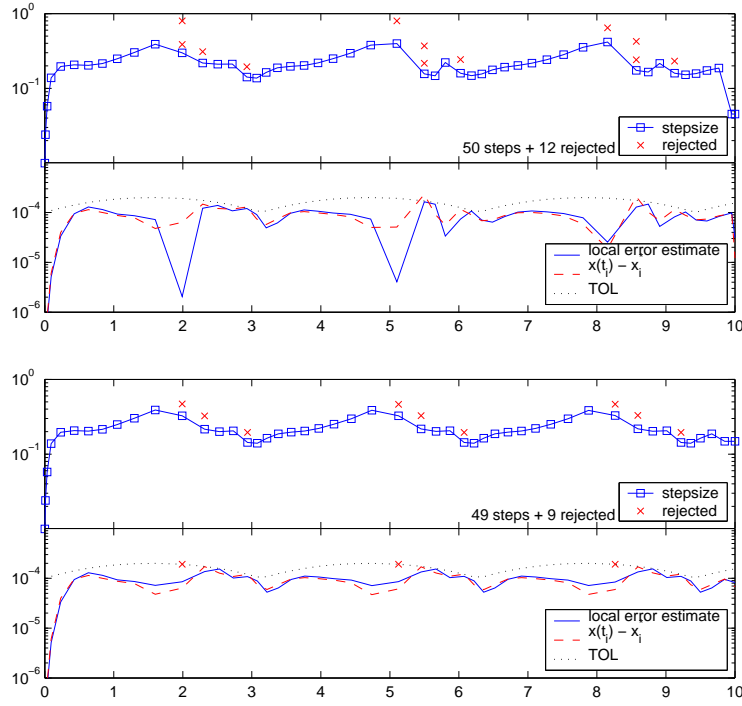 10^0
10^-1
stepsize
rejected
50 steps + 12 rejected
10^-4
10^-5
10^-6
local error estimate
x(t_i) − x_i
TOL
0 1 2 3 4 5 6 7 8 9 10
10^0
10^-1
stepsize
rejected
49 steps + 9 rejected
10^-4
10^-5
10^-6
local error estimate
x(t_i) − x_i
TOL
0 1 2 3 4 5 6 7 8 9 10